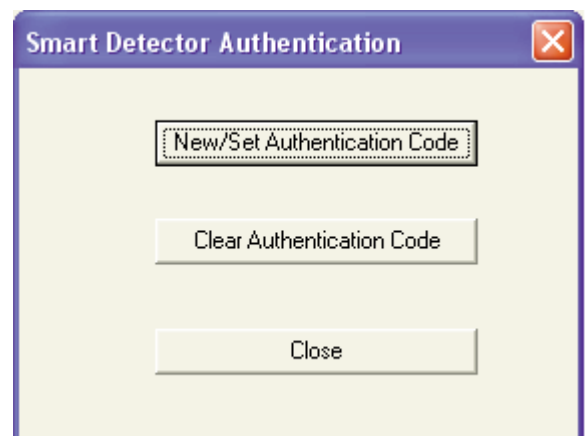 Smart Detector Authentication
New/Set Authentication Code
Clear Authentication Code
Close